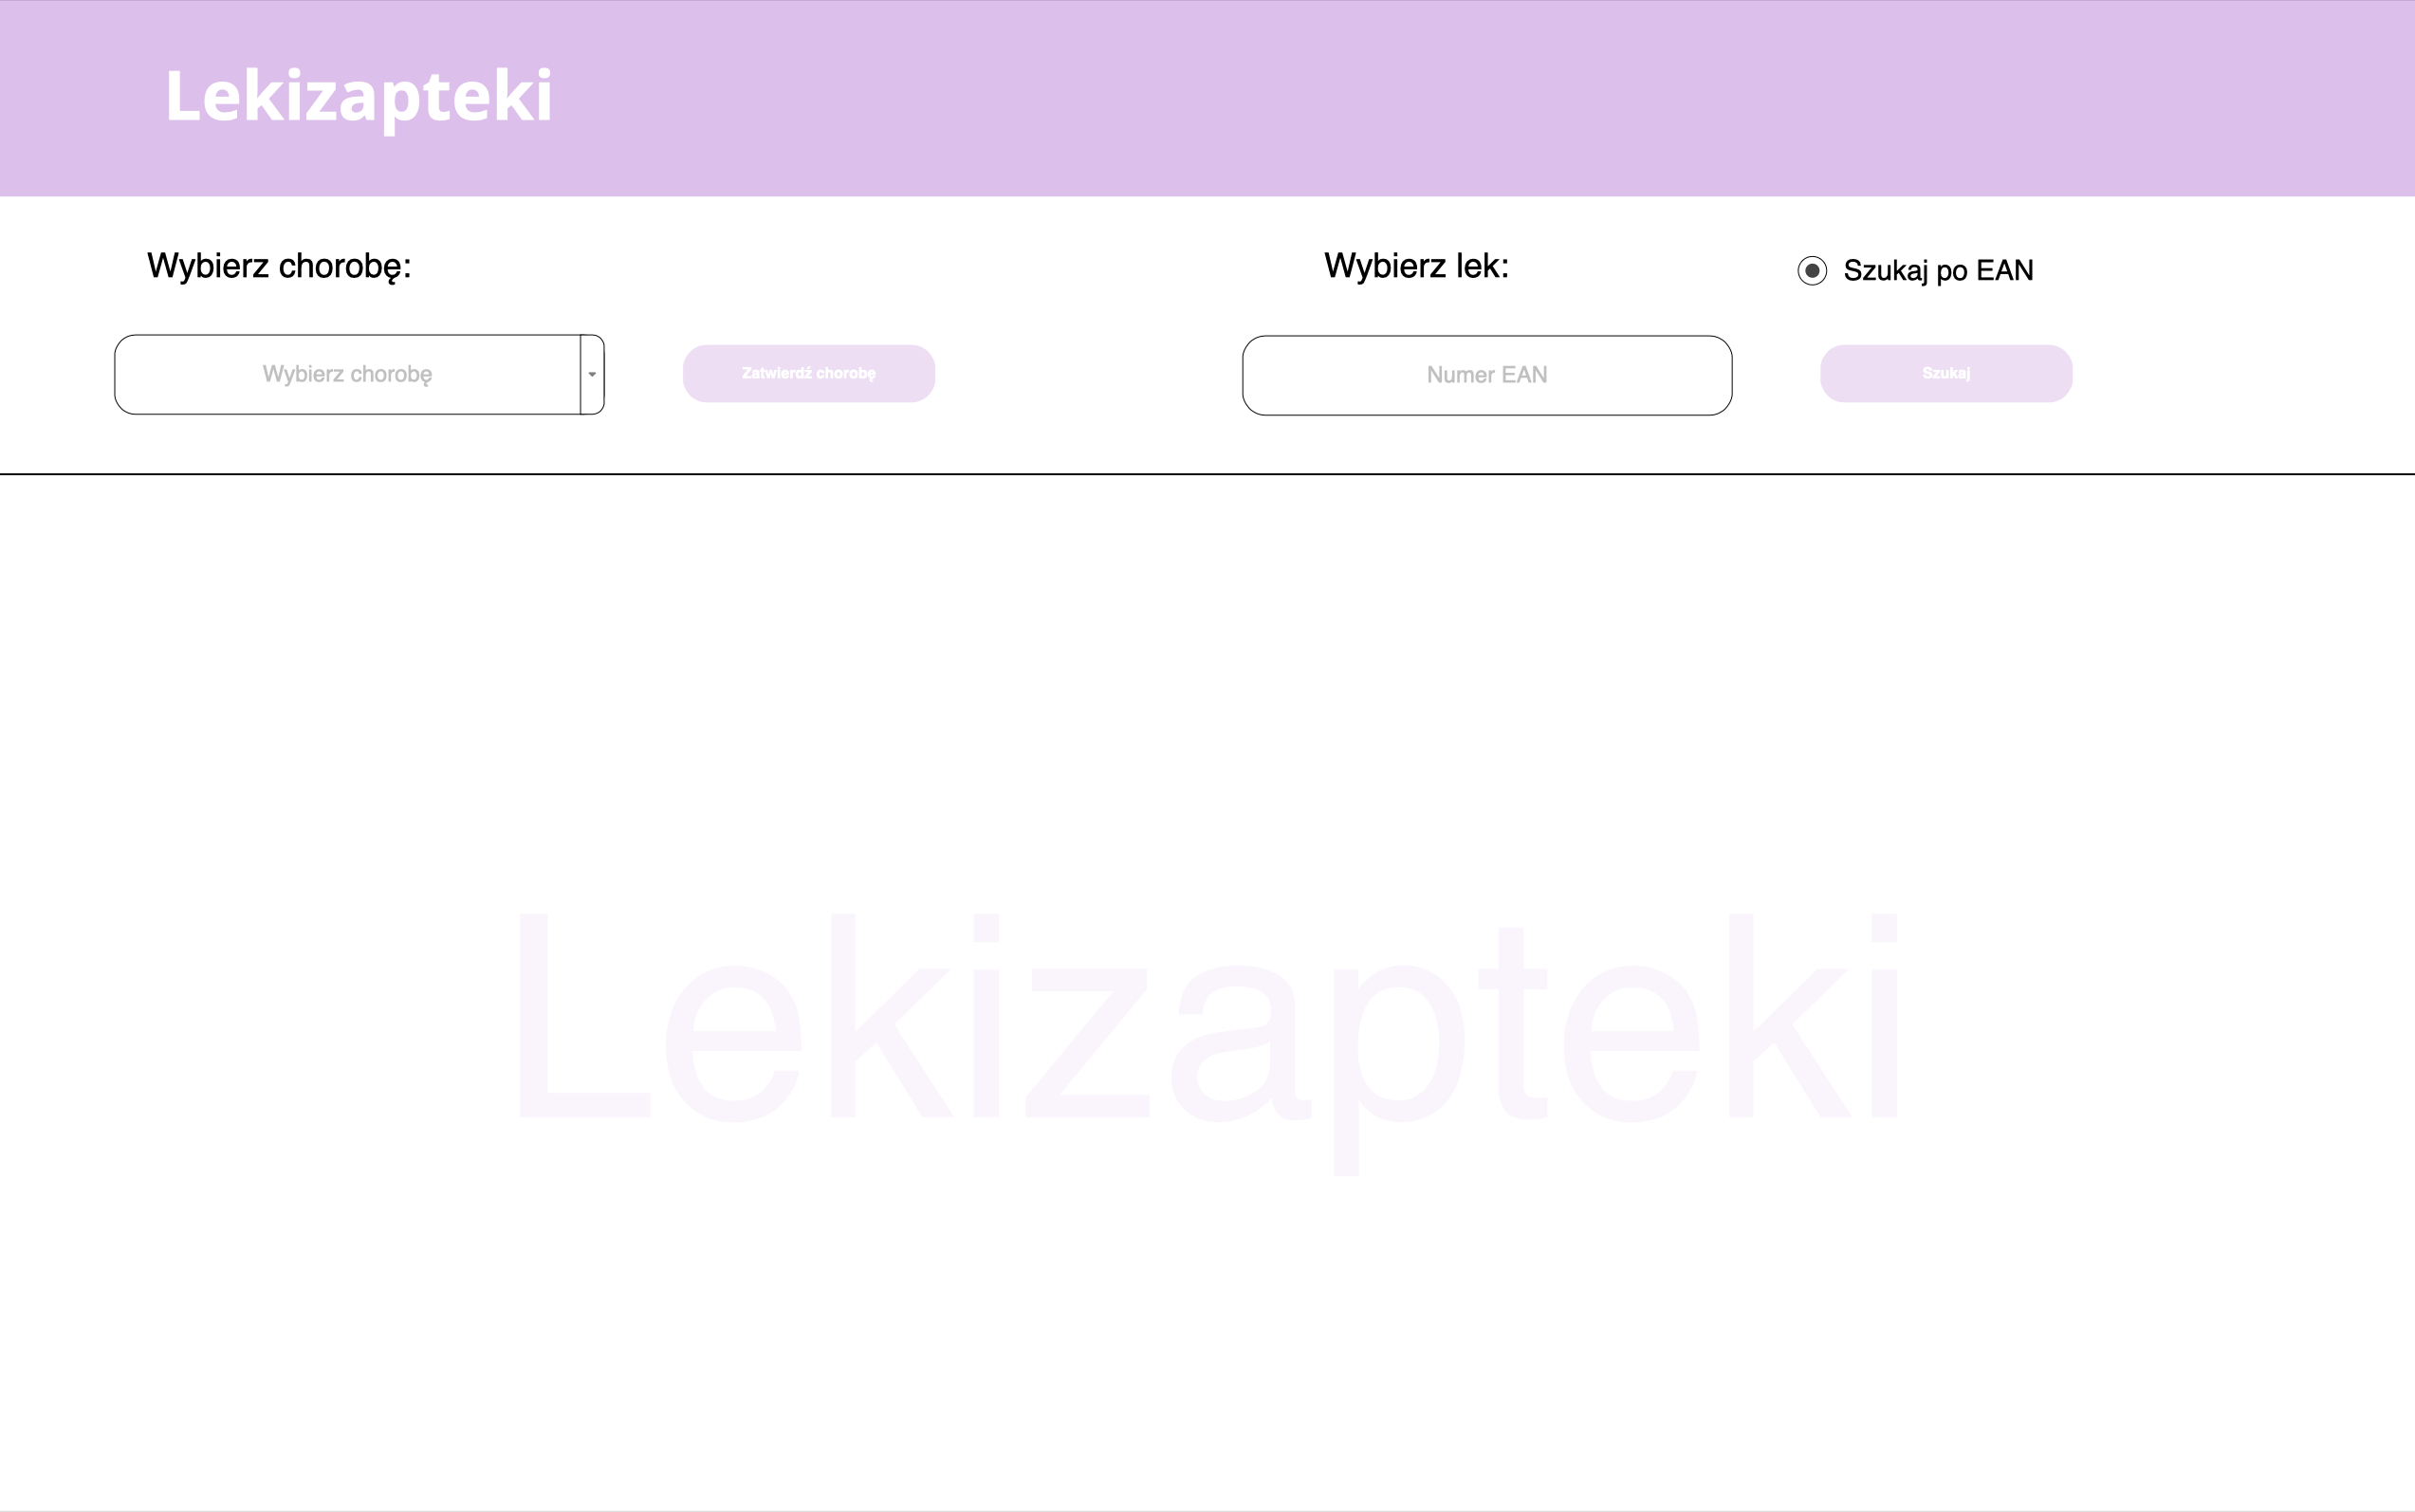 Lekizapteki
Wybierz chorobę:
Wybierz lek:
Szukaj po EAN
Wybierz chorobę
Zatwierdź chorobę
Numer EAN
Szukaj
Lekizapteki